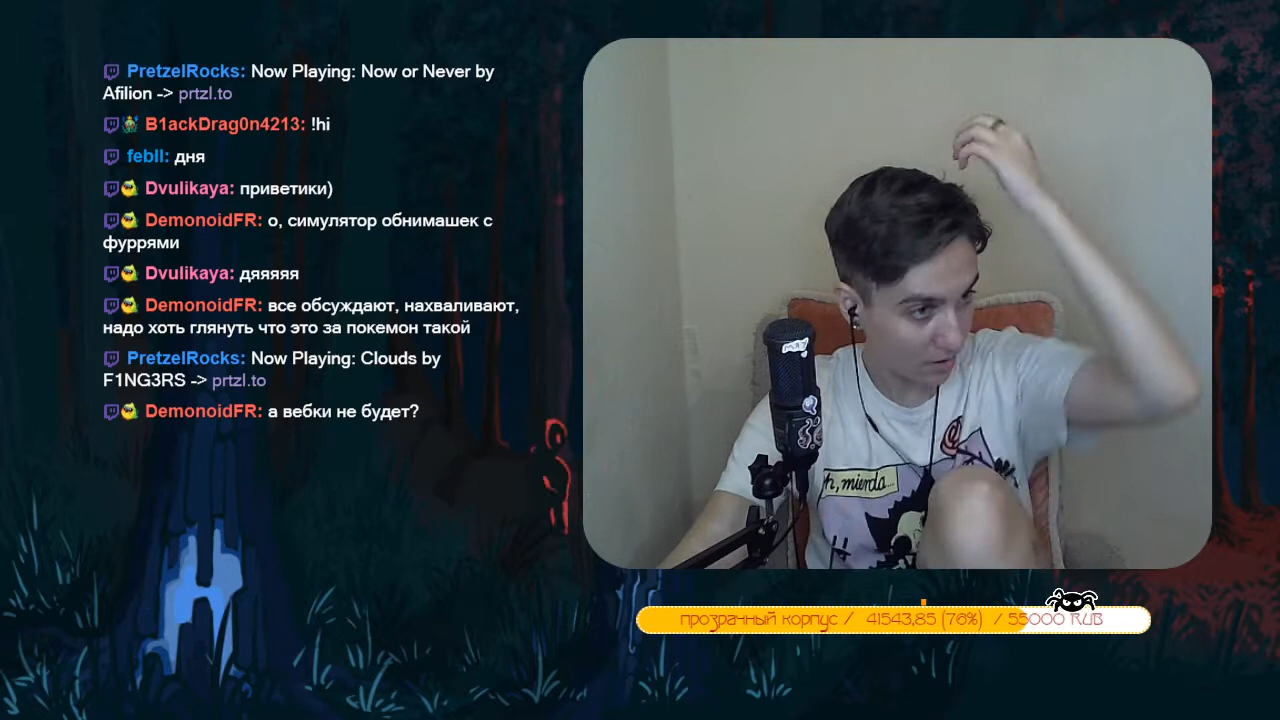 PretzelRocks: Now Playing: Now or Never by
Afilion -> prtzl.to
B1ackDrag0n4213: !hi
febll: дня
Dvulikaya: приветики)
DemonoidFR: о, симулятор обнимашек с
фуррями
Dvulikaya: дяяяяя
DemonoidFR: все обсуждают, нахваливают,
надо хоть глянуть что это за покемон такой
PretzelRocks: Now Playing: Clouds by
F1NG3RS -> prtzl.to
DemonoidFR: а вебки не будет?
mierda...
прозрачный корпус / 41543,85 (76%) / 55000 RUB